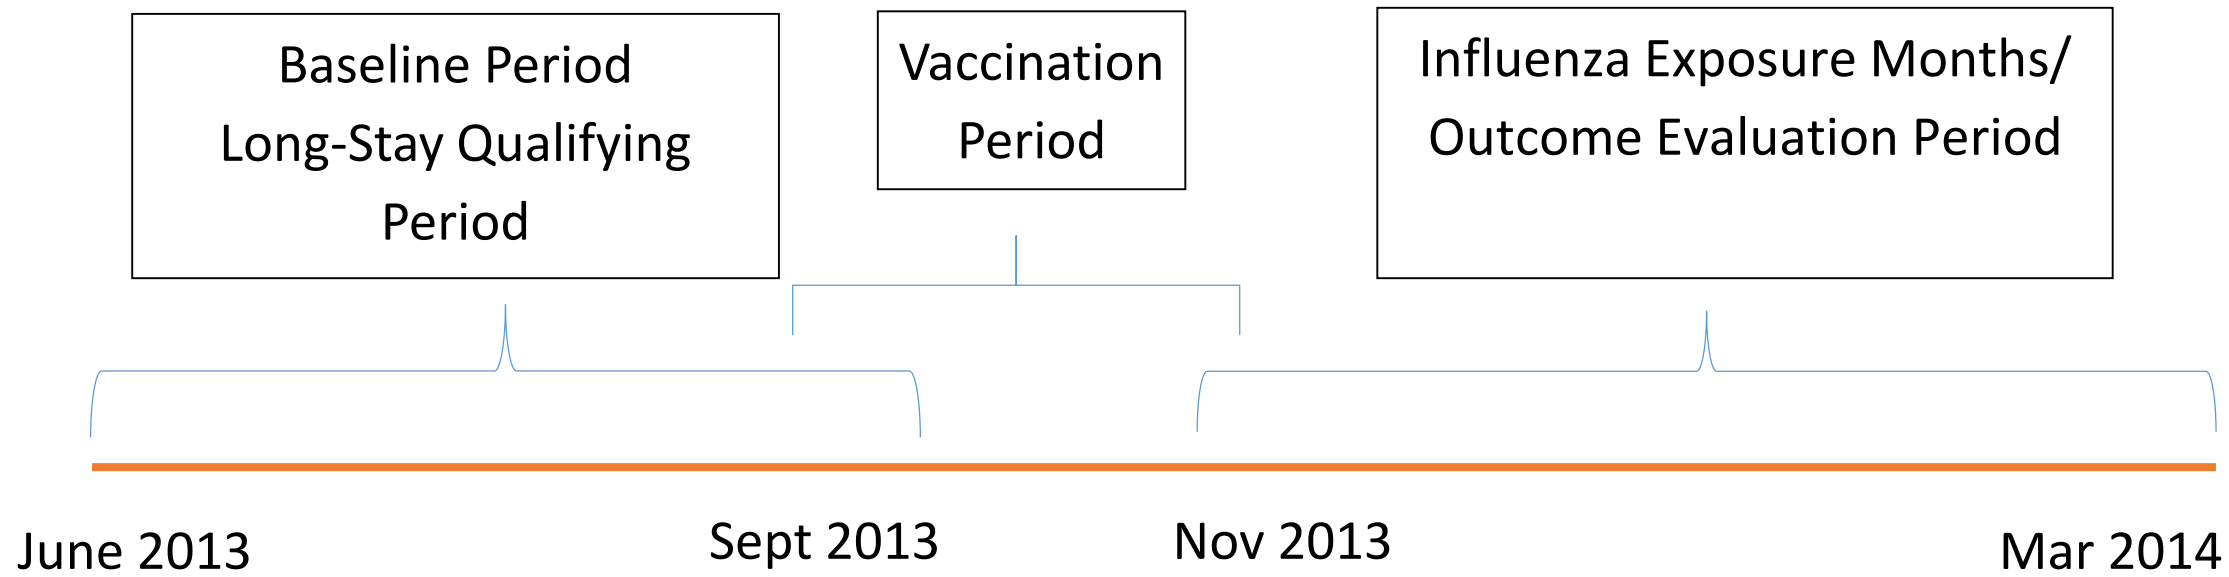 Baseline Period
Long-Stay Qualifying
Period
Vaccination
Period
Influenza Exposure Months/
Outcome Evaluation Period
June 2013
Sept 2013
Nov 2013
Mar 2014